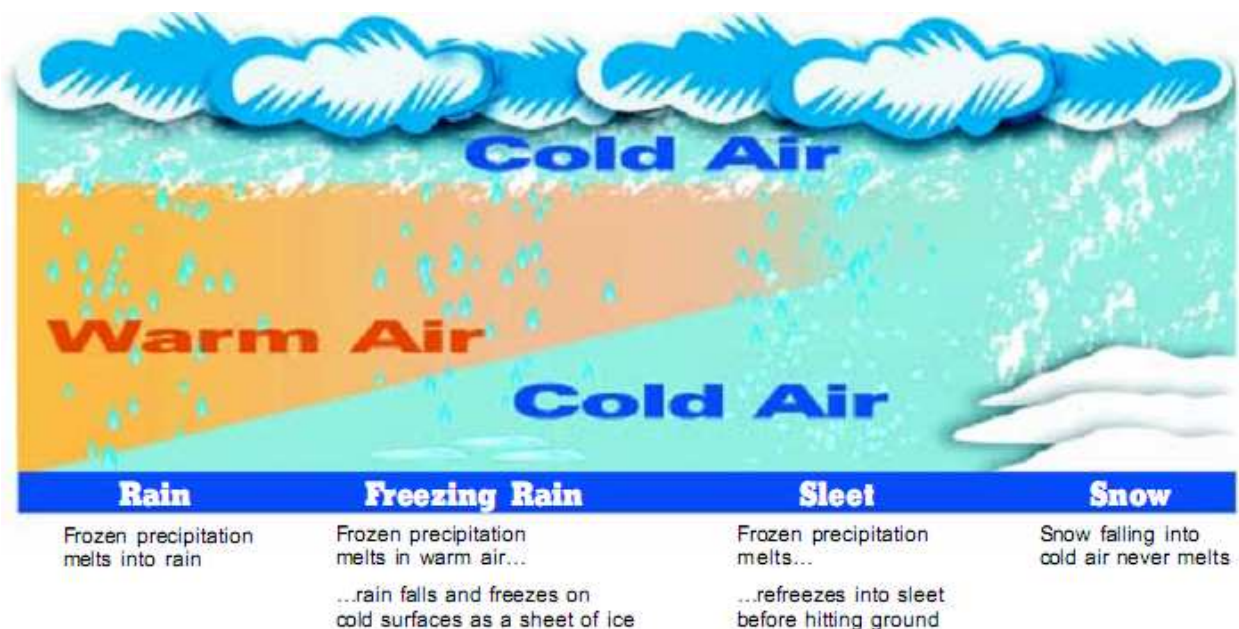 Cold Air
Warm Air
Cold Air
Rain
Freezing Rain
Sleet
Snow
Frozen precipitation
melts into rain
Frozen precipitation
melts in warm air...
...rain falls and freezes on
cold surfaces as a sheet of ice
Frozen precipitation
melts...
...refreezes into sleet
before hitting ground
Snow falling into
cold air never melts